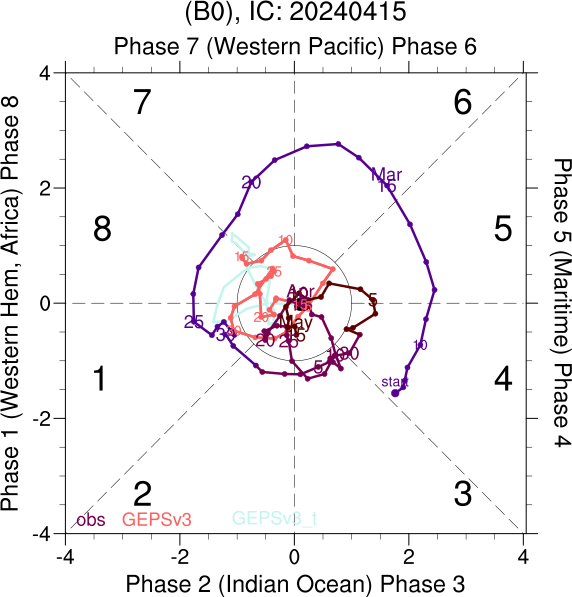 (B0), IC: 20240415
Phase 7 (Western Pacific) Phase 6
Phase 1 (Western Hem, Africa) Phase 8
Phase 5 (Maritime) Phase 4
Phase 2 (Indian Ocean) Phase 3
4
2
0
-2
-4
-4
-2
0
2
4
7
6
8
5
1
4
2
3
Mar
15
20
25
10
start
Apr
May
5
5
30
20
25
10
15
20
obs
GEPSv3
GEPSv3_t